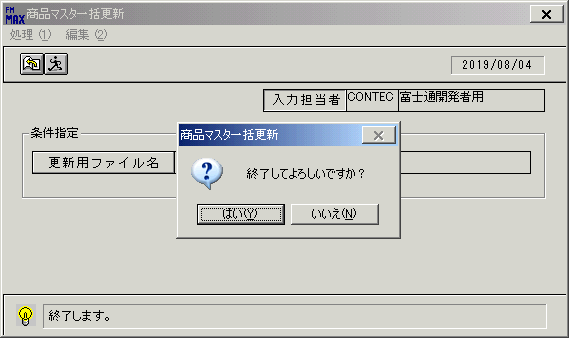 FM
MAX
商品マスター括更新
処理 (1) 編集 (2)
2019/08/04
入力担当者 CONTEC 富士通開発者用
条件指定
更新用ファイル名
商品マスター括更新
終了してよろしいですか？
はい(Y) いいえ(N)
終了します。